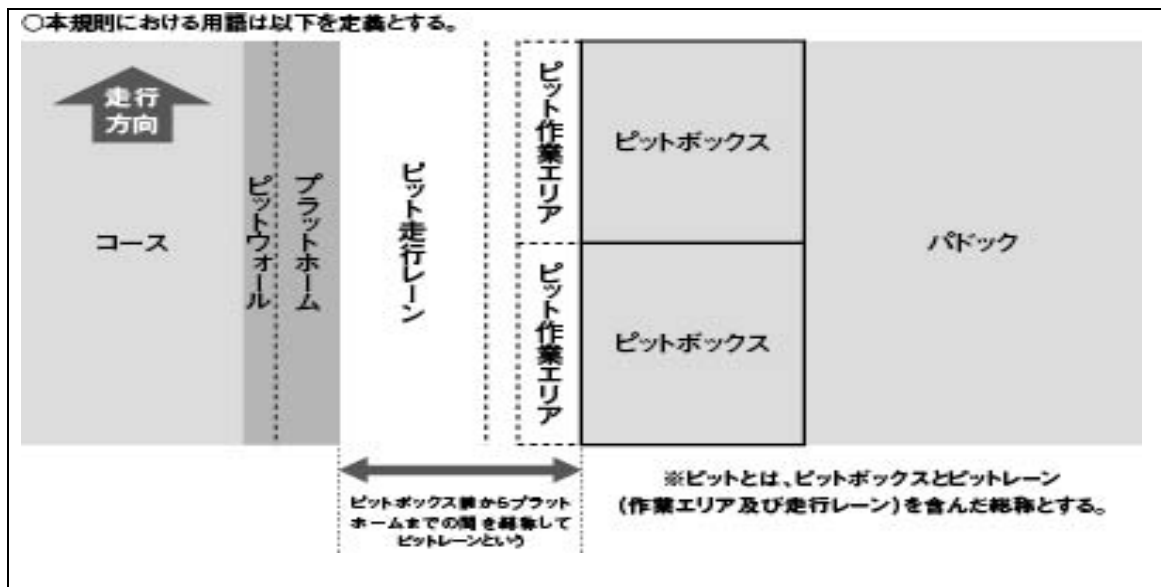 ○本規則における用語は以下を定義とする。
走行
方向
コース
ピットウォール
プラットホーム
ピット走行レーン
ピット作業エリア
ピット作業エリア
ピットボックス
ピットボックス
パドック
ピットボックス前からプラット
ホームまでの間を総称して
ピットレーンという
※ピットとは、ピットボックスとピットレーン
(作業エリア及び走行レーン)を含んだ総称とする。